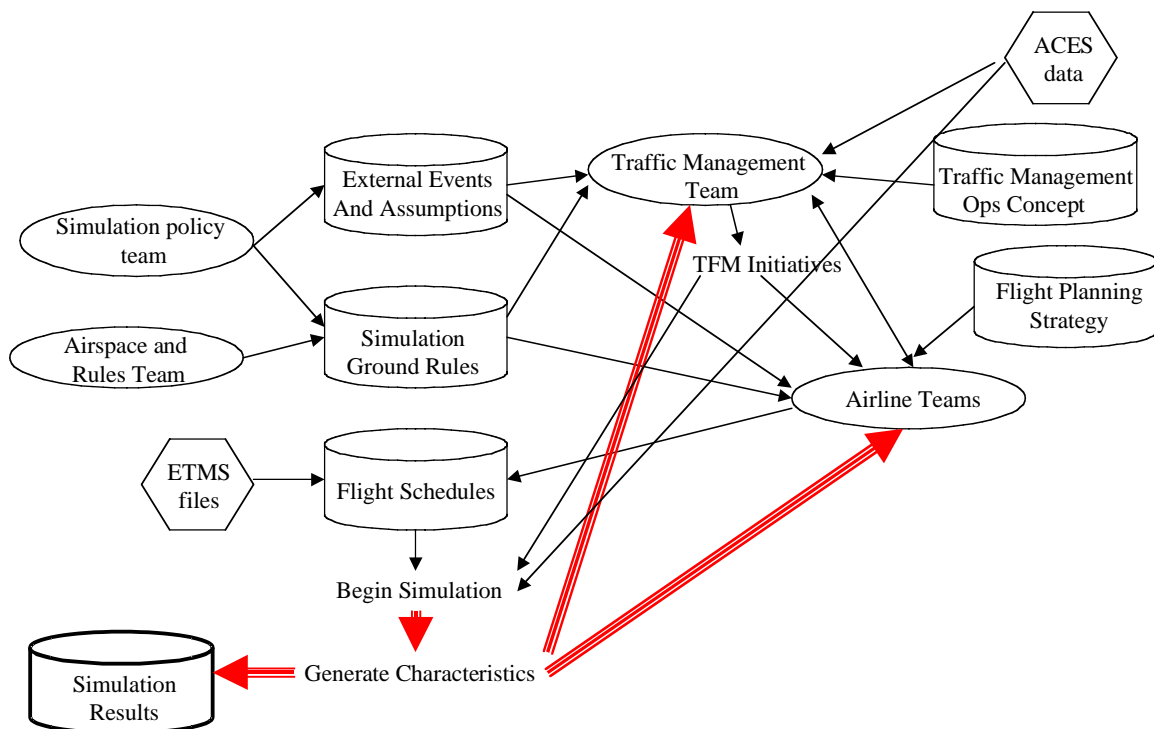 ACES
data
External Events
And Assumptions
Traffic Management
Team
Traffic Management
Ops Concept
Simulation policy
team
TFM Initiatives
Flight Planning
Strategy
Airspace and
Rules Team
Simulation
Ground Rules
Airline Teams
ETMS
files
Flight Schedules
Begin Simulation
Generate Characteristics
Simulation
Results